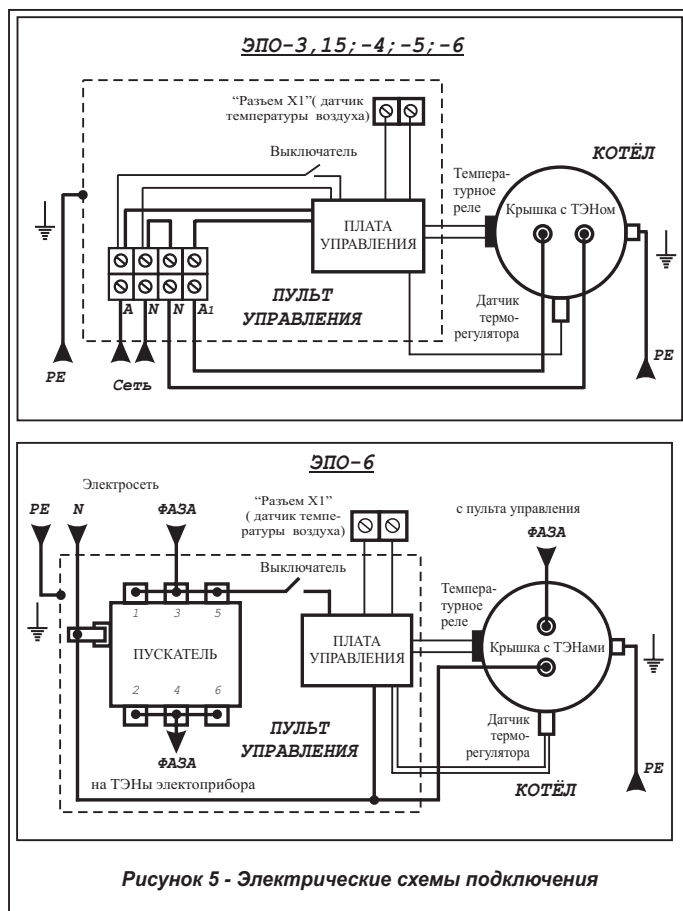 ЭПО-3,15;-4;-5;-6
“Разъем X1”( датчик
температуры воздуха)
Выключатель
КОТЁЛ
Темпера-
турное
реле
Крышка с ТЭНом
ПЛАТА
УПРАВЛЕНИЯ
A N N A1
ПУЛЬТ
УПРАВЛЕНИЯ
Датчик
термо-
регулятора
PE
Сеть
PE
ЭПО-6
Электросеть
PE N ФАЗА
“Разъем X1”
( датчик темпе-
ратуры воздуха)
с пульта управления
ФАЗА
Выключатель
Темпера-
турное
реле
1 3 5
ПУСКАТЕЛЬ
2 4 6
ПЛАТА
УПРАВЛЕНИЯ
Крышка с ТЭНами
ПУЛЬТ
УПРАВЛЕНИЯ
Датчик
термо-
регулятора
ФАЗА
на ТЭНы электоприбора
КОТЁЛ
PE
Рисунок 5 - Электрические схемы подключения